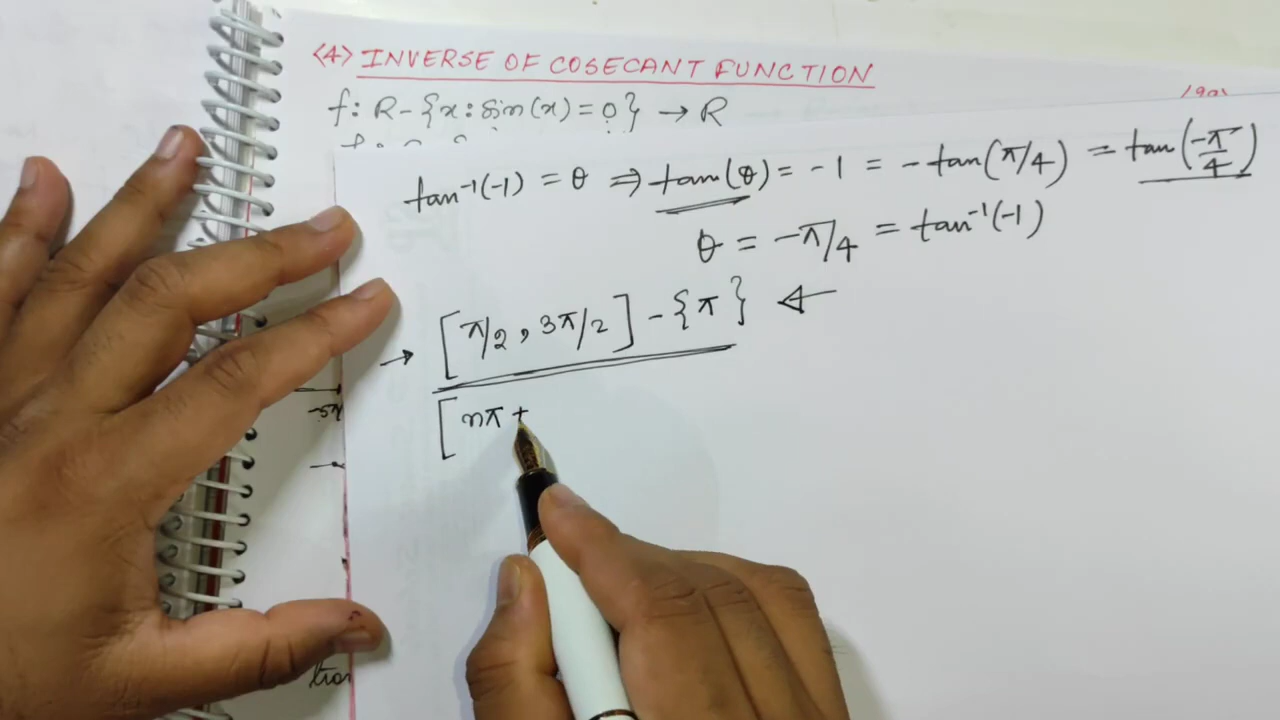 <4> INVERSE OF COSECANT FUNCTION
f: R - {x : sin(x) = 0} → R
tan⁻¹(-1) = θ ⇒ tan(θ) = -1 = -tan(π/4) = tan(-π/4)
θ = -π/4 = tan⁻¹(-1)
→ [π/2, 3π/2] - {π} ←
[nπ +